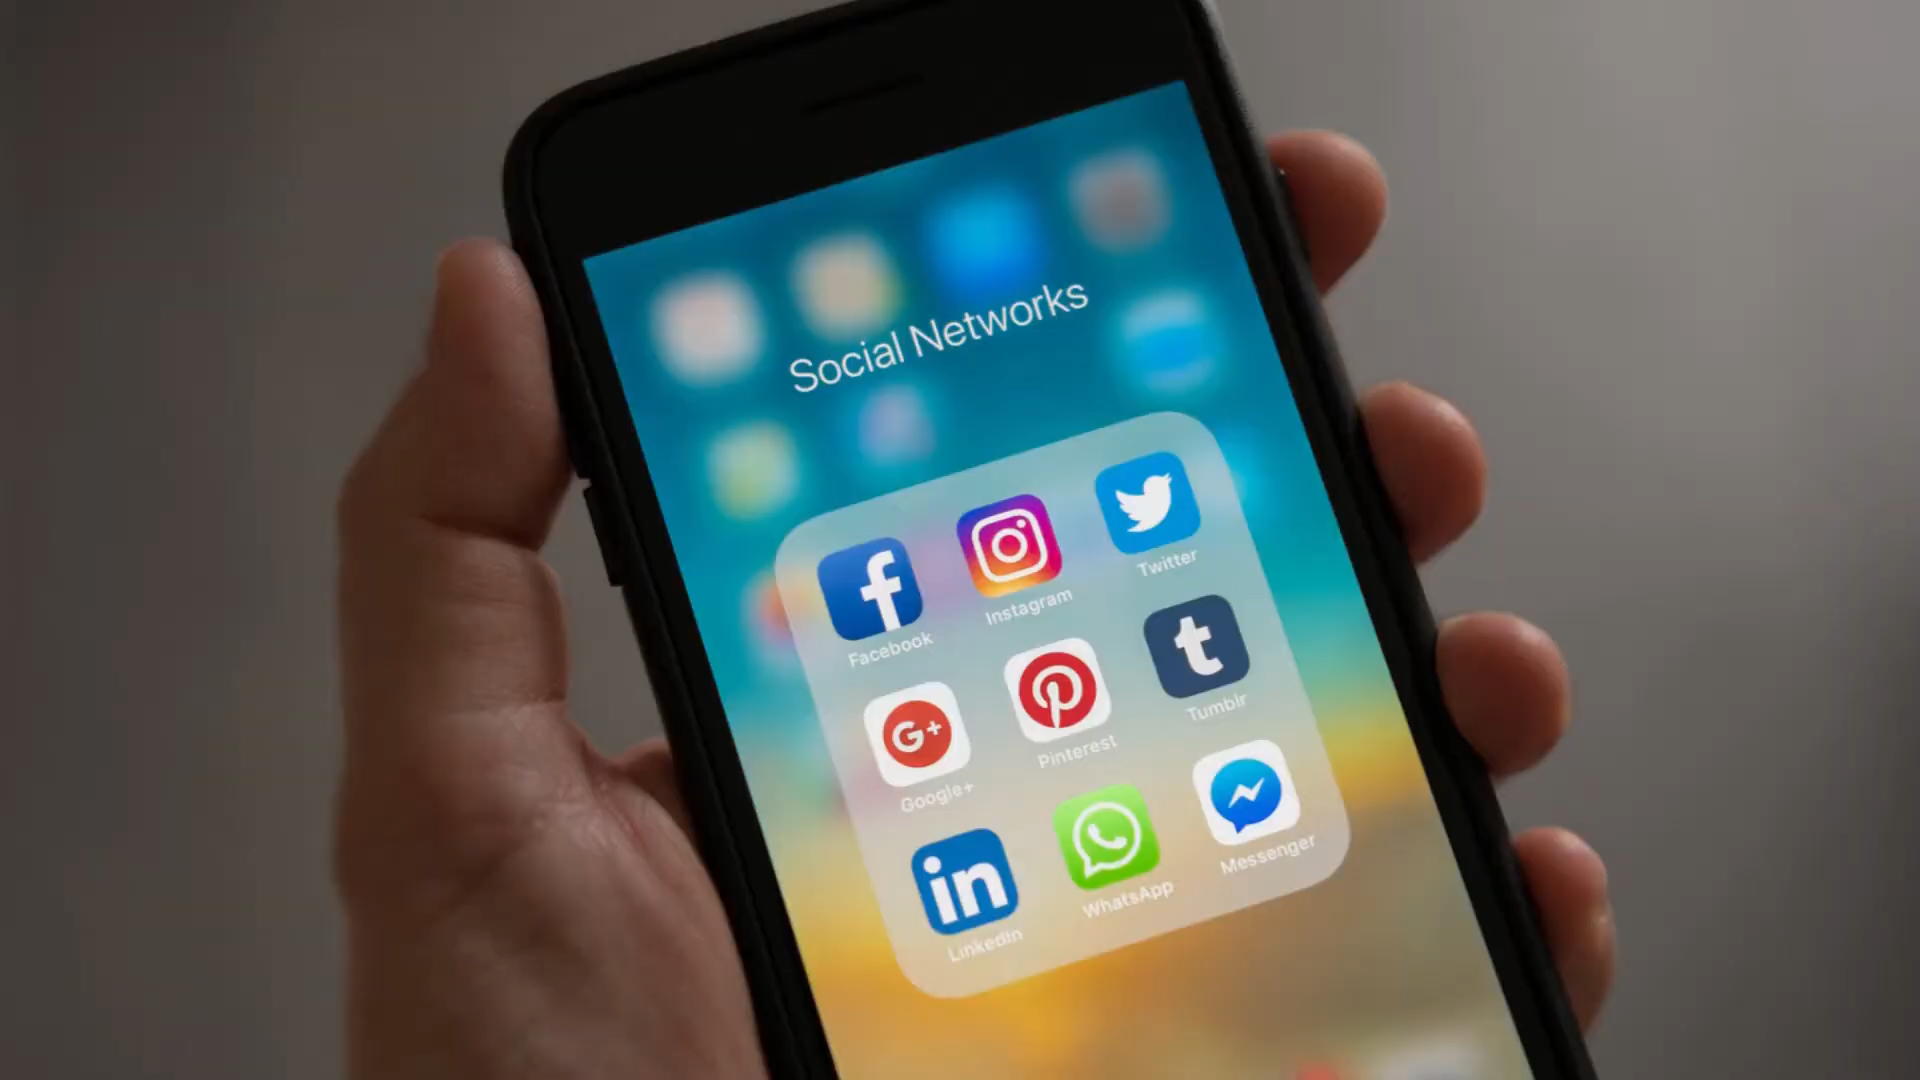 Social Networks
Facebook
Instagram
Twitter
Google+
Pinterest
Tumblr
LinkedIn
WhatsApp
Messenger